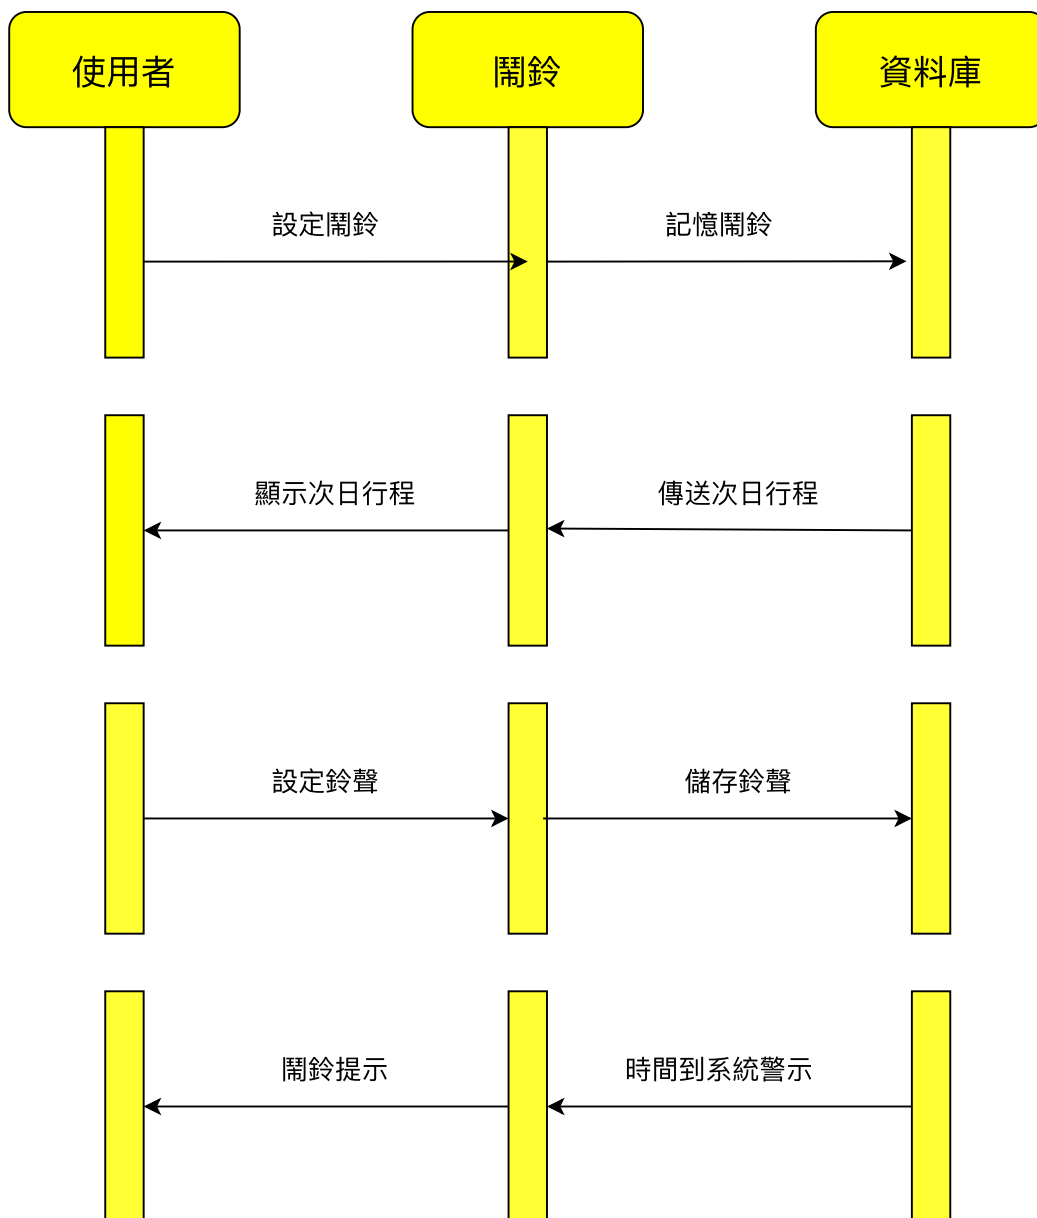 使用者
鬧鈴
資料庫
設定鬧鈴
記憶鬧鈴
顯示次日行程
傳送次日行程
設定鈴聲
儲存鈴聲
鬧鈴提示
時間到系統警示